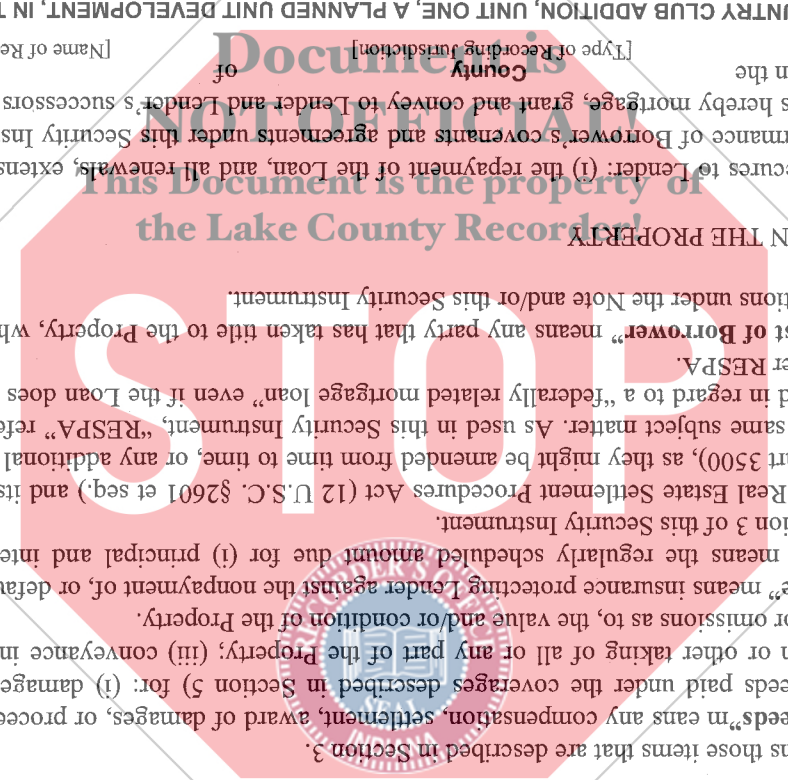 ns those items that are described in Section 3.
eeds" m eans any compensation, settlement, award of damages, or procee
eeds paid under the coverages described in Section 5) for: (i) damage
n or other taking of all or any part of the Property; (iii) conveyance in
or omissions as to, the value and/or condition of the Property.
e" means insurance protecting Lender against the nonpayment of, or defau
means the regularly scheduled amount due for (i) principal and inte
tion 3 of this Security Instrument.
Real Estate Settlement Procedures Act (12 U.S.C. §2601 et seq.) and its
art 3500), as they might be amended from time to time, or any additional
same subject matter. As used in this Security Instrument, "RESPA" refe
d in regard to a "federally related mortgage loan" even if the Loan does
er RESPA.
st of Borrower" means any party that has taken title to the Property, wh
tions under the Note and/or this Security Instrument.
N THE PROPERTY
cures to Lender: (i) the repayment of the Loan, and all renewals, extens
rmance of Borrower's covenants and agreements under this Security Ins
s hereby mortgage, grant and convey to Lender and Lender's successors
n the County of
[Type of Recording Jurisdiction] [Name of Re
UNTRY CLUB ADDITION, UNIT ONE, A PLANNED UNIT DEVELOPMENT, IN T
Document is
NOT OFFICIAL!
This Document is the property of
the Lake County Recorder!
STOP
RECORDER'S OFFICE
SEAL
INDIANA